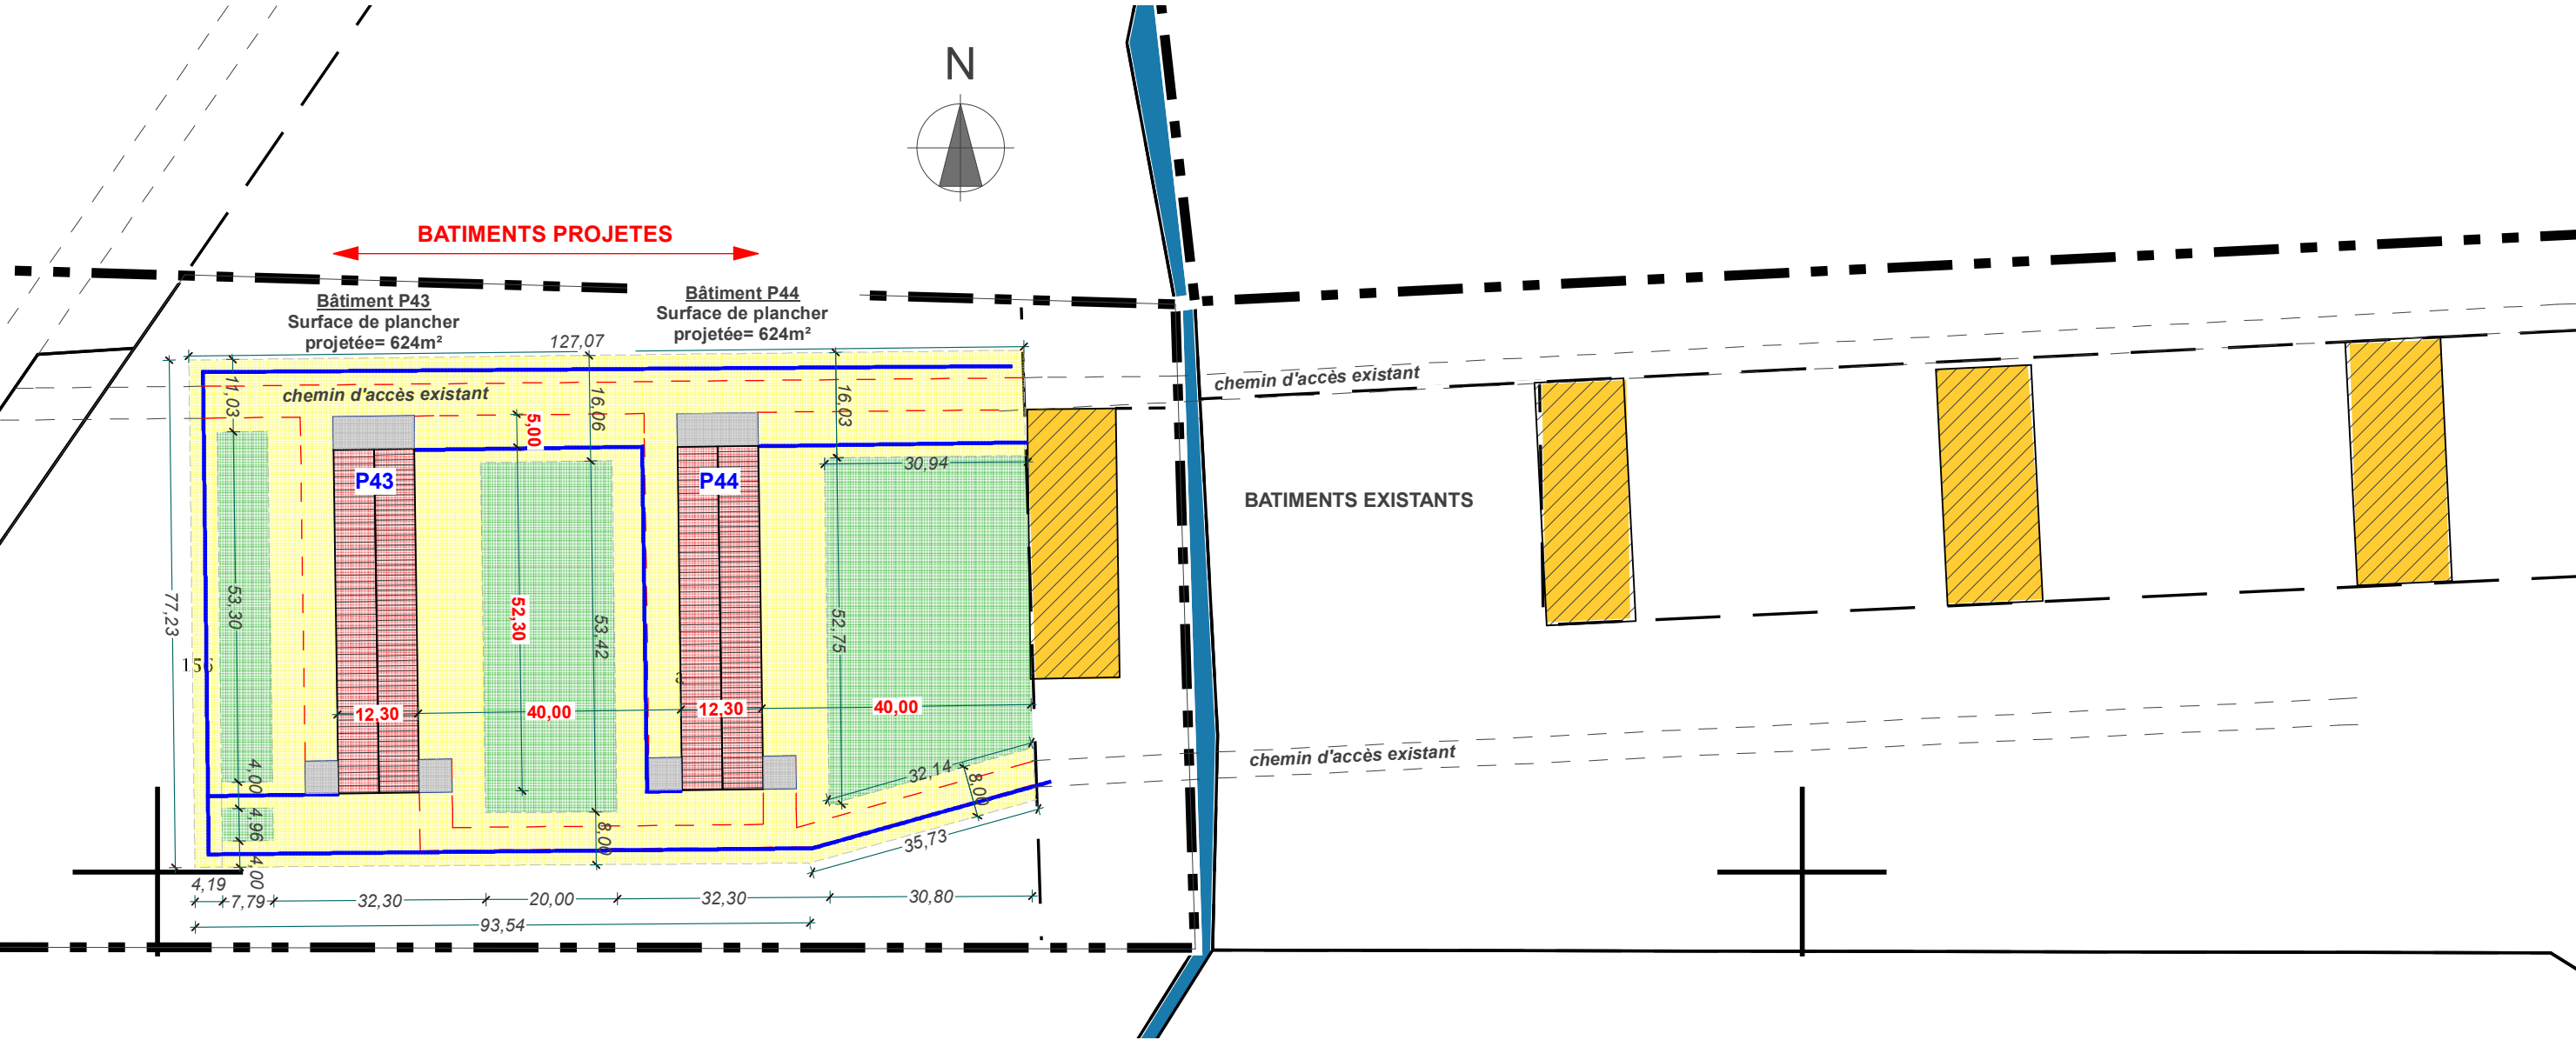 N
BATIMENTS PROJETES
Bâtiment P43
Surface de plancher
projetée= 624m²
Bâtiment P44
Surface de plancher
projetée= 624m²
127,07
11,03
chemin d'accès existant
16,06
5,00
16,03
chemin d'accès existant
30,94
P43
P44
BATIMENTS EXISTANTS
77,23
53,30
52,30
53,42
52,75
156
12,30
40,00
12,30
40,00
4,00
32,14
8,00
chemin d'accès existant
4,96
8,00
35,73
4,00
4,19
7,79
32,30
20,00
32,30
30,80
93,54